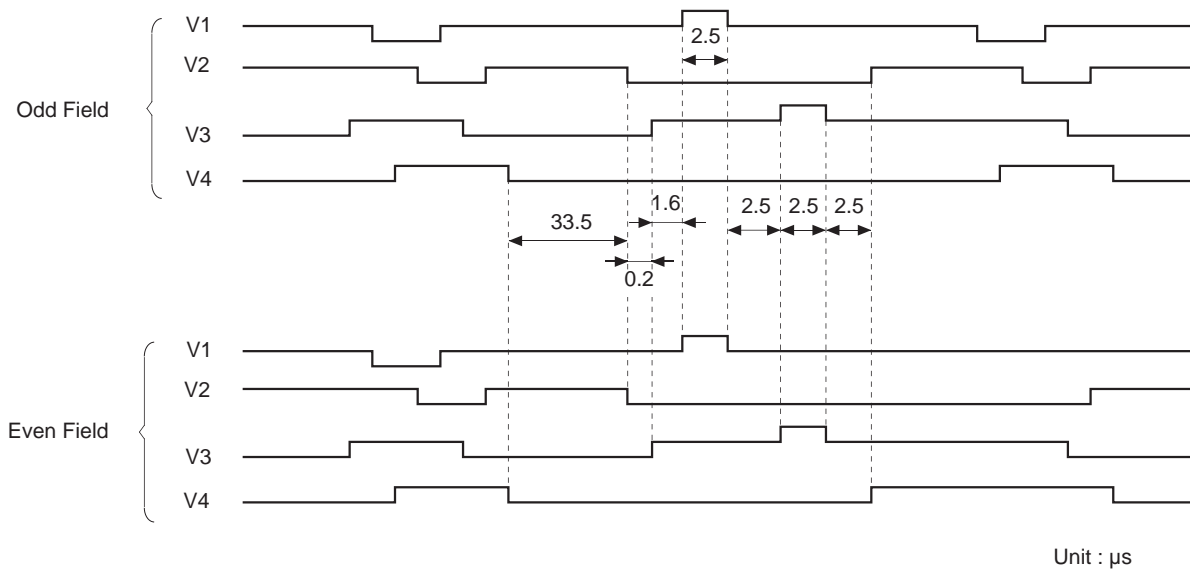 Odd Field
V1
2.5
V2
V3
V4
1.6
2.5 2.5 2.5
33.5
0.2
Even Field
V1
V2
V3
V4
Unit : µs